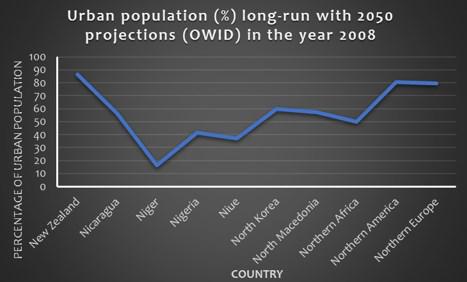 Urban population (%) long-run with 2050
projections (OWID) in the year 2008
PERCENTAGE OF URBAN POPULATION
100
90
80
70
60
50
40
30
20
10
0
New Zealand
Nicaragua
Niger
Nigeria
Niue
North Korea
North Macedonia
Northern Africa
Northern America
Northern Europe
COUNTRY